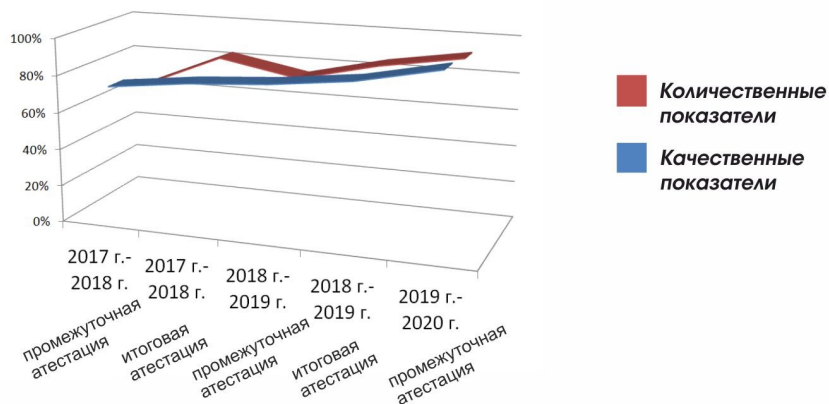 100%
80%
60%
40%
20%
0%
2017 г.-
2018 г.
2017 г.-
2018 г.
2018 г.-
2019 г.
2018 г.-
2019 г.
2019 г.-
2020 г.
промежуточная
атестация
итоговая
атестация
промежуточная
атестация
итоговая
атестация
промежуточная
атестация
Количественные
показатели
Качественные
показатели